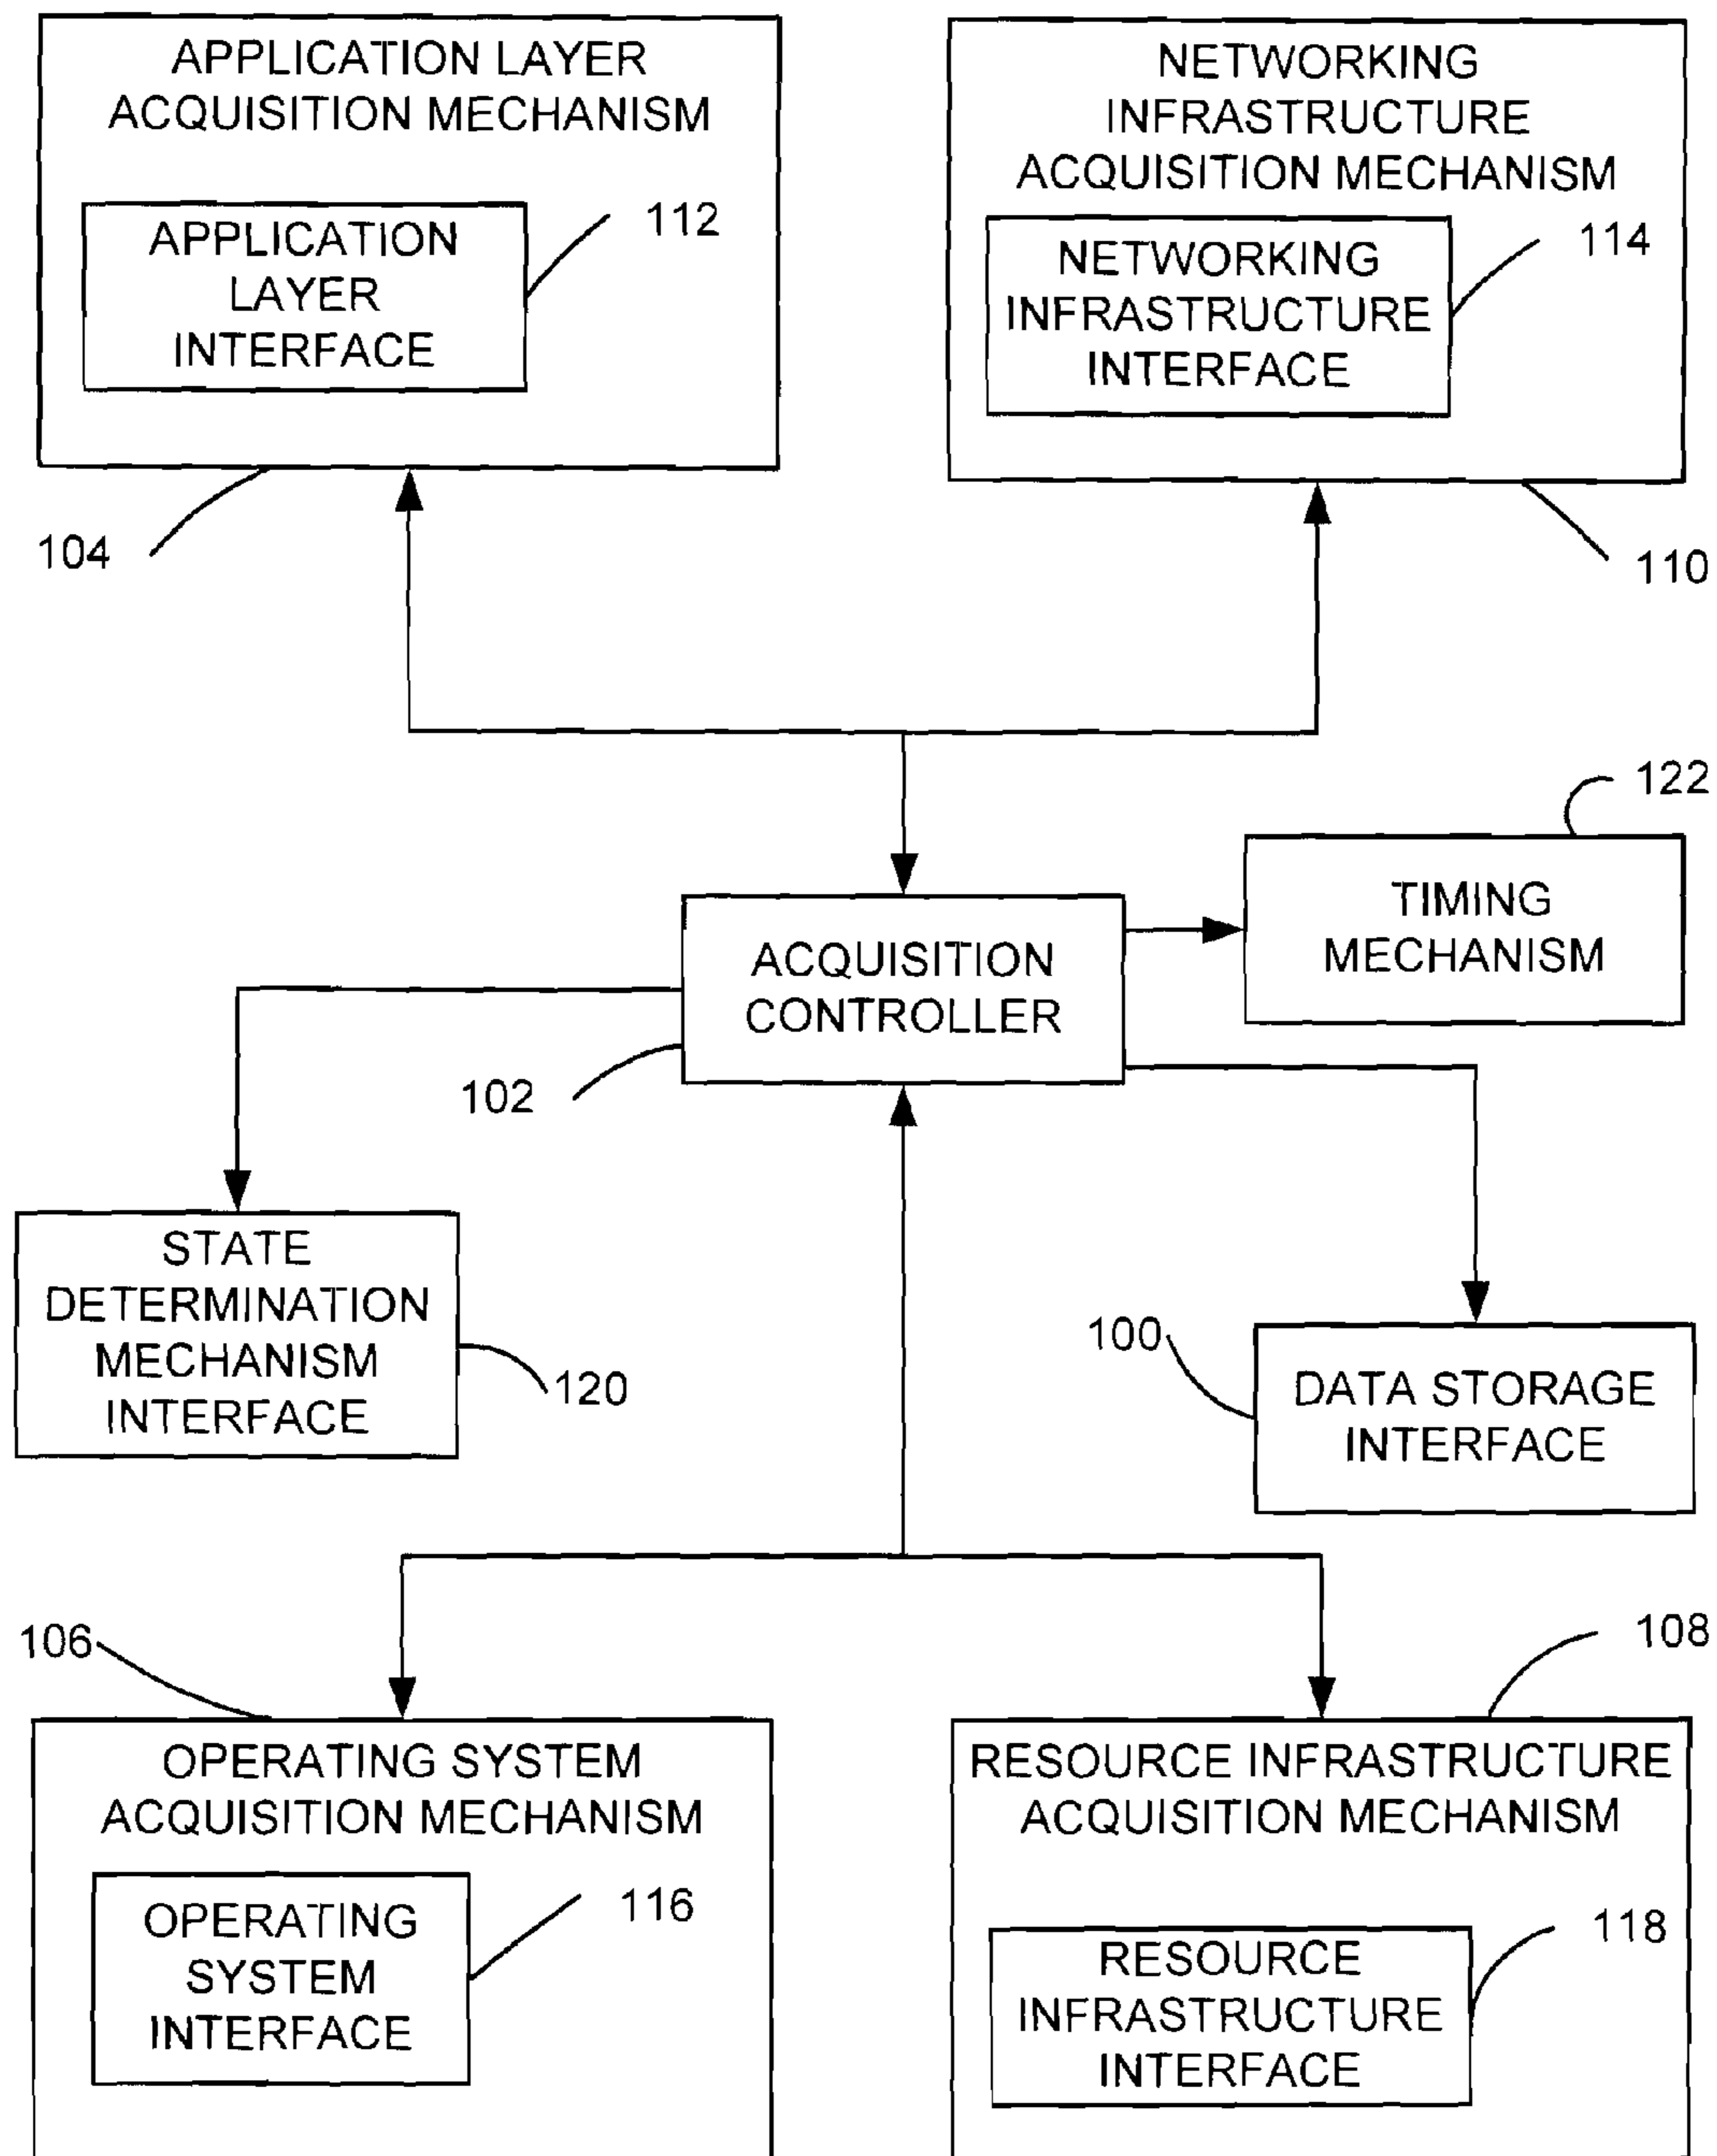 APPLICATION LAYER
ACQUISITION MECHANISM
APPLICATION
LAYER
INTERFACE
112
104
NETWORKING
INFRASTRUCTURE
ACQUISITION MECHANISM
NETWORKING
INFRASTRUCTURE
INTERFACE
114
110
122
TIMING
MECHANISM
ACQUISITION
CONTROLLER
102
STATE
DETERMINATION
MECHANISM
INTERFACE
120
100
DATA STORAGE
INTERFACE
106
OPERATING SYSTEM
ACQUISITION MECHANISM
OPERATING
SYSTEM
INTERFACE
116
108
RESOURCE INFRASTRUCTURE
ACQUISITION MECHANISM
RESOURCE
INFRASTRUCTURE
INTERFACE
118